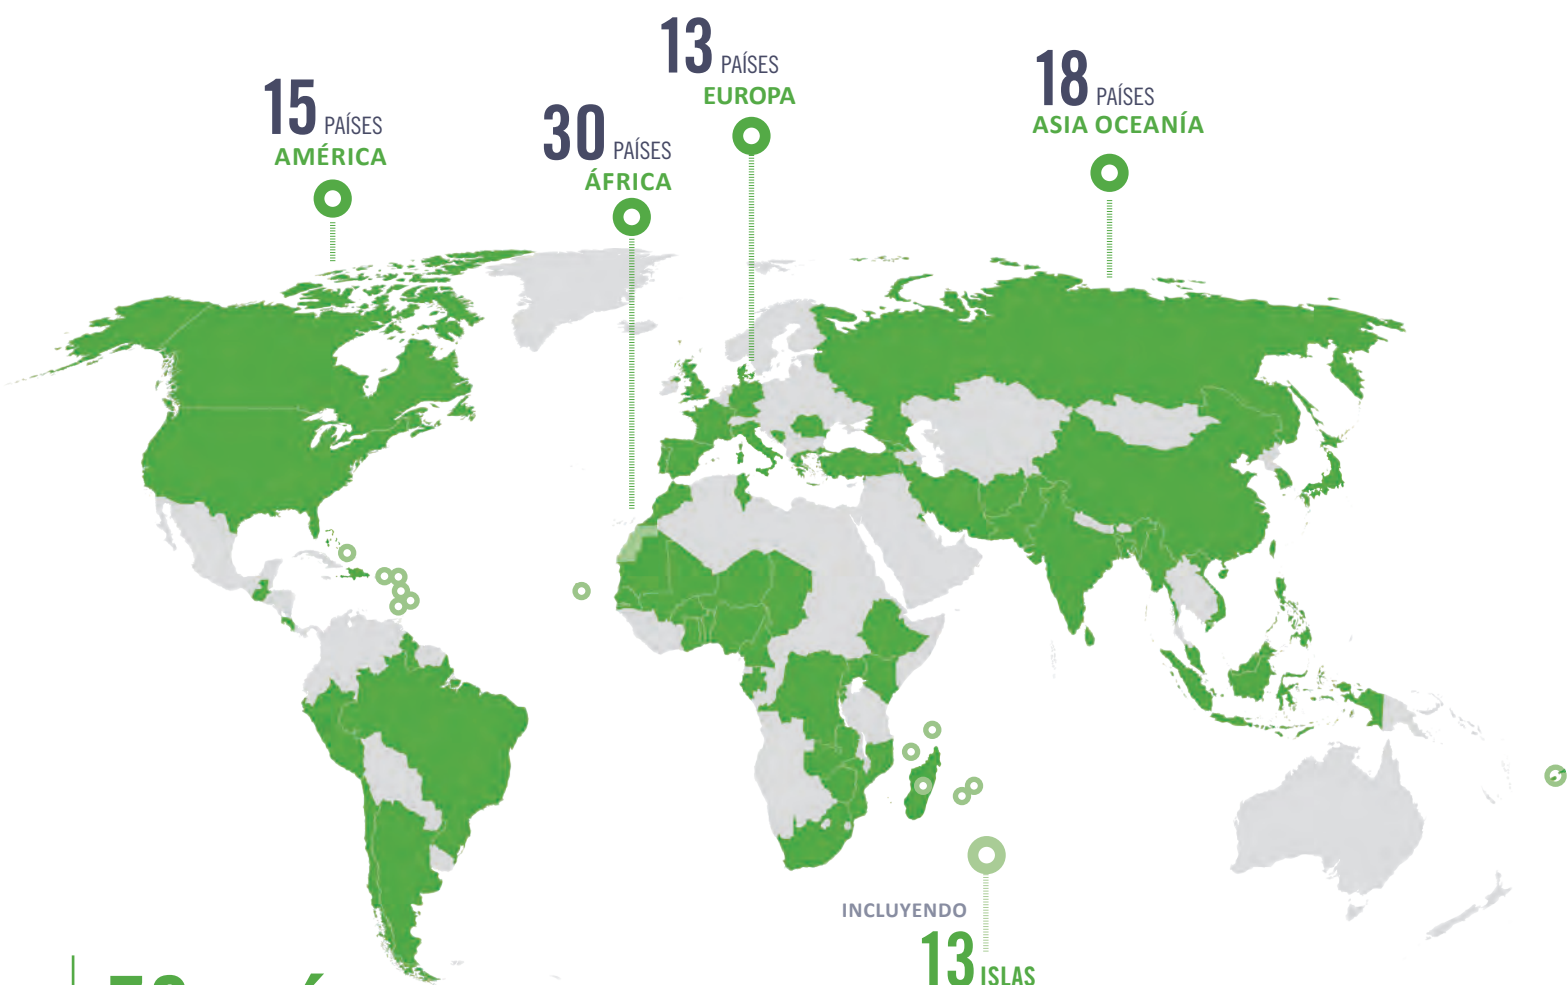 13 PAÍSES
EUROPA
18 PAÍSES
ASIA OCEANÍA
15 PAÍSES
AMÉRICA
30 PAÍSES
ÁFRICA
INCLUYENDO
13 ISLAS